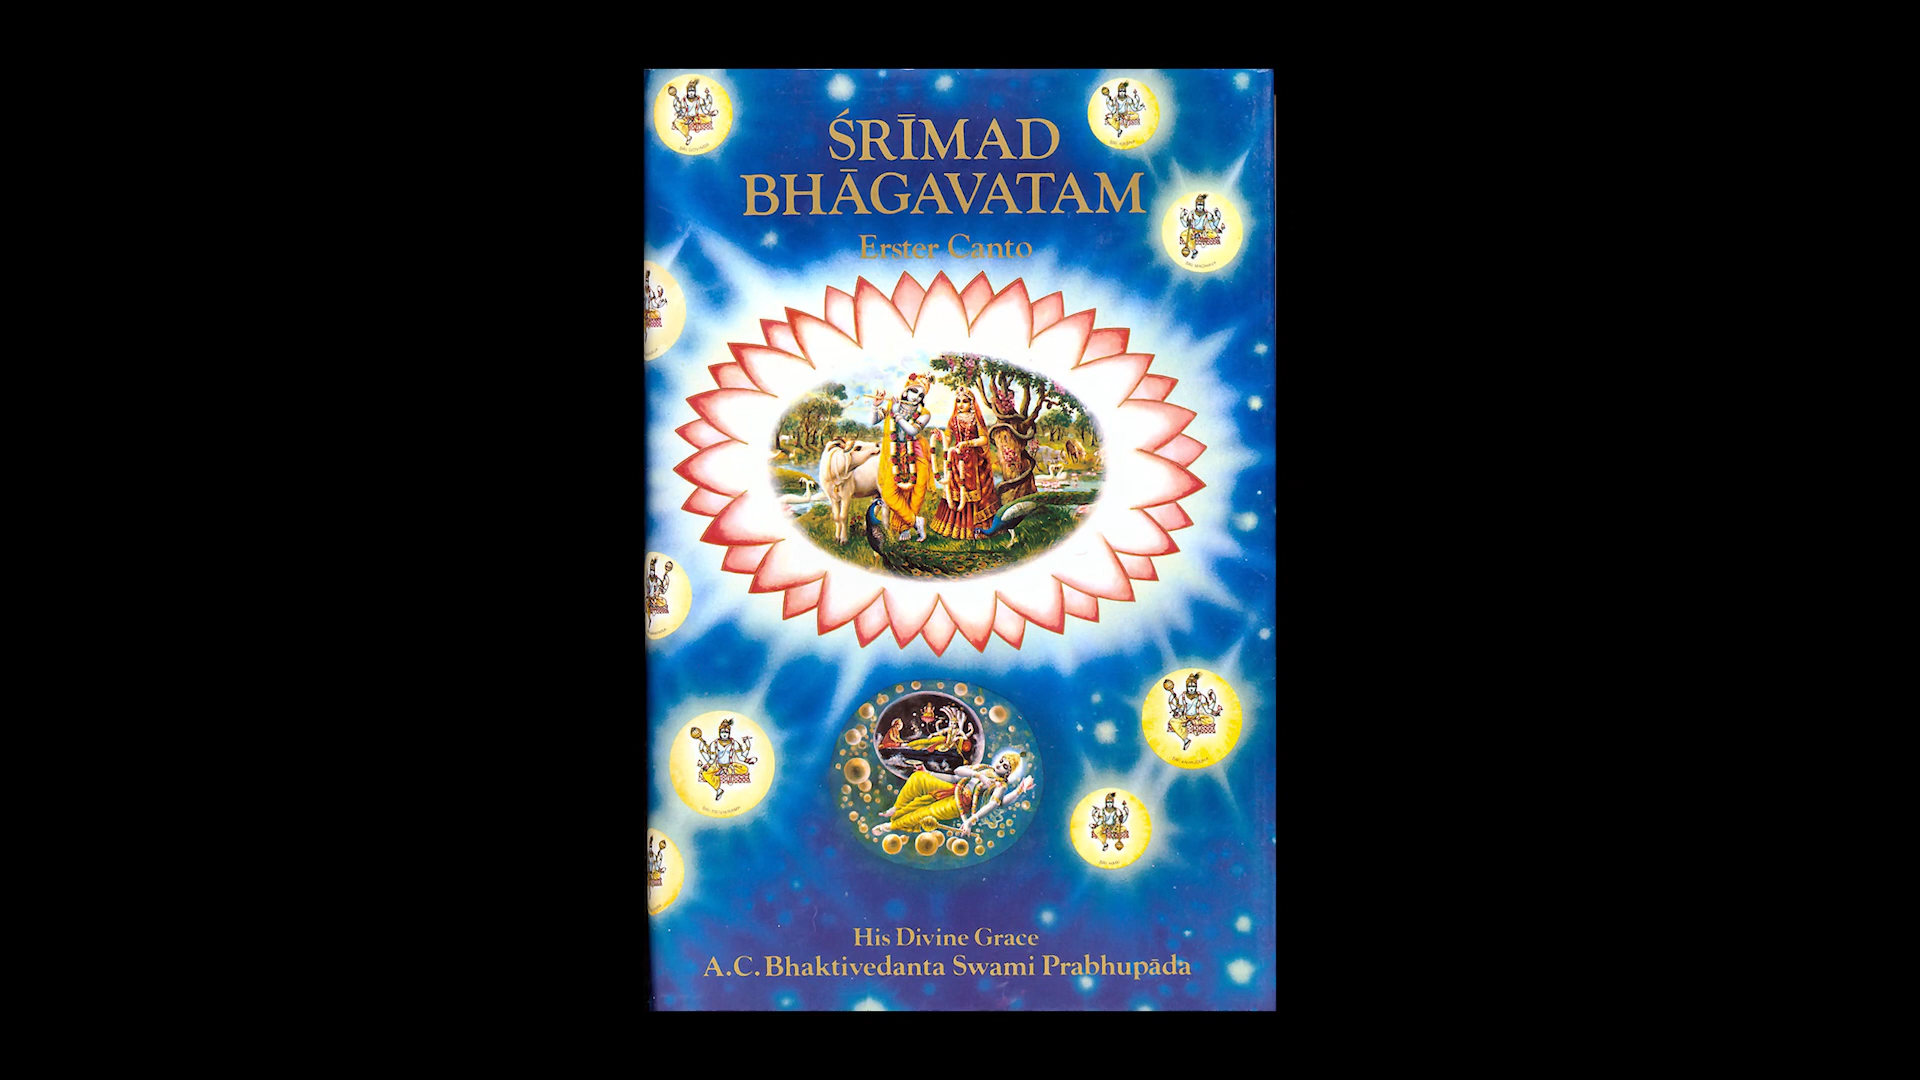 ŚRĪMAD
BHĀGAVATAM
Erster Canto
His Divine Grace
A.C. Bhaktivedanta Swami Prabhupāda